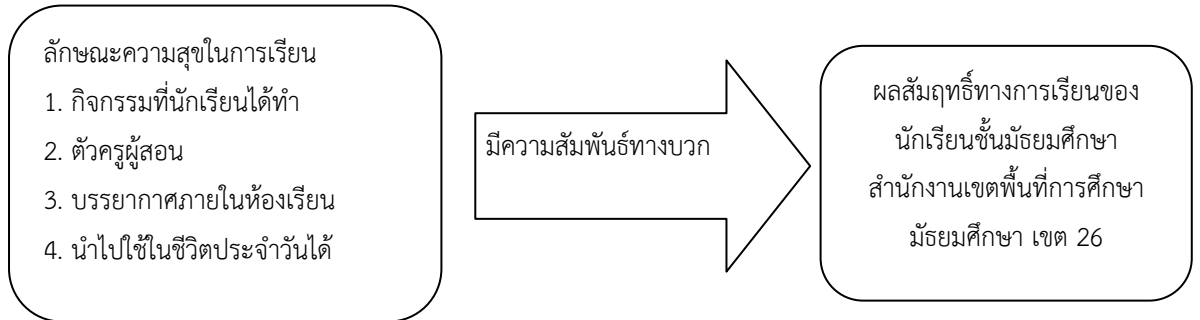 ลักษณะความสุขในการเรียน
1. กิจกรรมที่นักเรียนได้ทำ
2. ตัวครูผู้สอน
3. บรรยากาศภายในห้องเรียน
4. นำไปใช้ในชีวิตประจำวันได้
มีความสัมพันธ์ทางบวก
ผลสัมฤทธิ์ทางการเรียนของ
นักเรียนชั้นมัธยมศึกษา
สำนักงานเขตพื้นที่การศึกษา
มัธยมศึกษา เขต 26